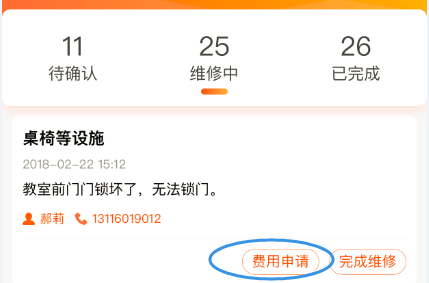 11 25 26
待确认 维修中 已完成
桌椅等设施
2018-02-22 15:12
教室前门门锁坏了，无法锁门。
郝莉 13116019012
费用申请 完成维修